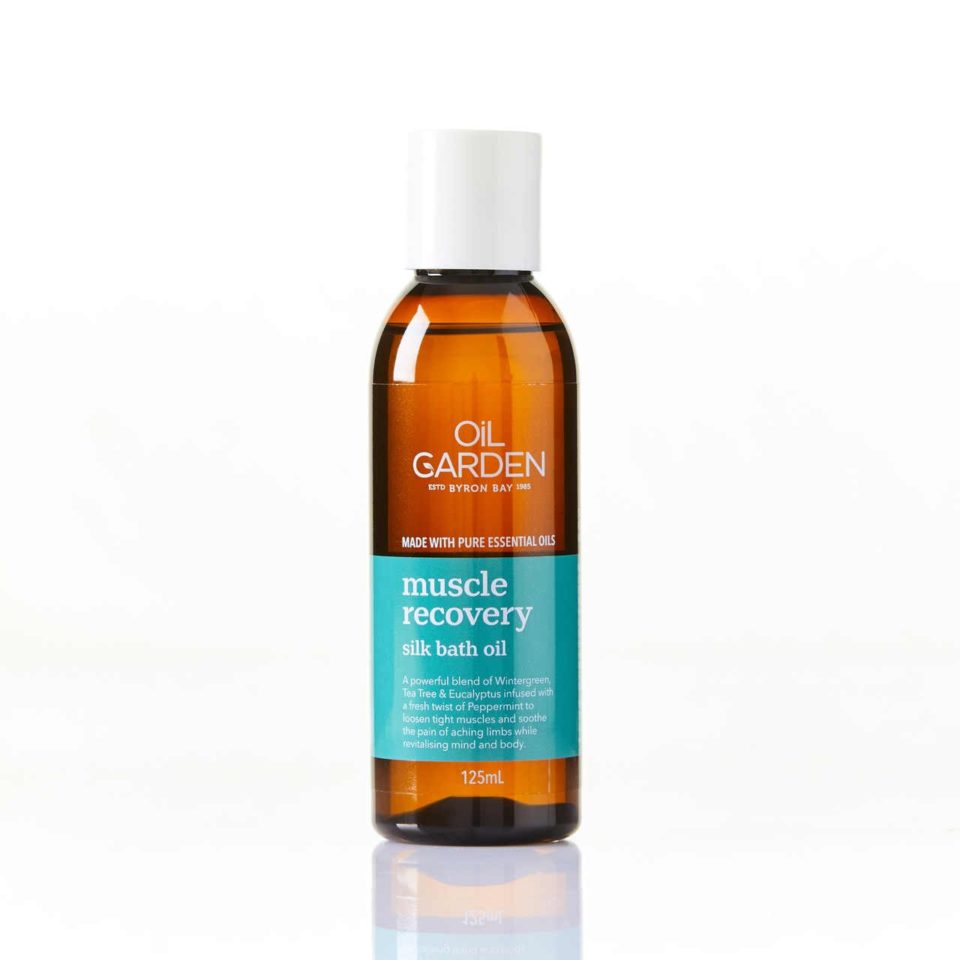 OiL
GARDEN
ESTD BYRON BAY 1985
MADE WITH PURE ESSENTIAL OILS
muscle
recovery
silk bath oil
A powerful blend of Wintergreen,
Tea Tree & Eucalyptus infused with
a fresh twist of Peppermint to
loosen tight muscles and soothe
the pain of aching limbs while
revitalising mind and body.
125mL